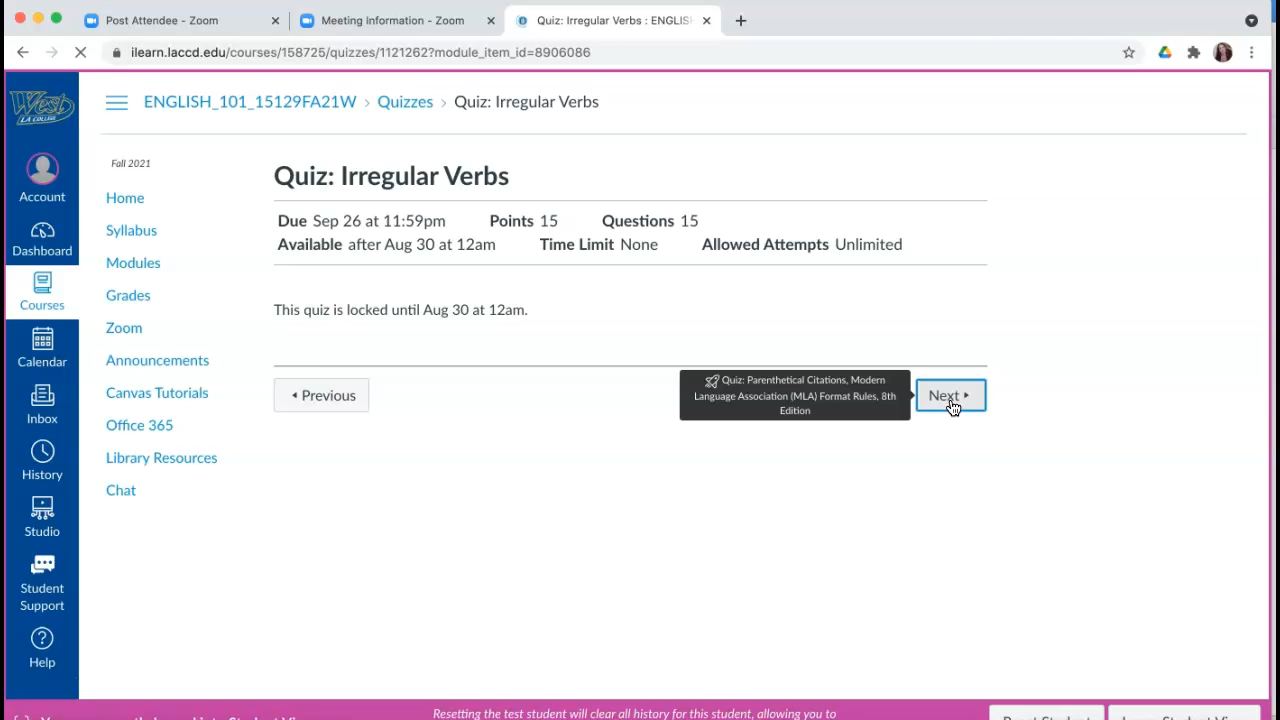 Post Attendee - Zoom
Meeting Information - Zoom
Quiz: Irregular Verbs : ENGLIS
ilearn.laccd.edu/courses/158725/quizzes/1121262?module_item_id=8906086
West
LA COLLEGE
ENGLISH_101_15129FA21W › Quizzes › Quiz: Irregular Verbs
Account
Dashboard
Courses
Calendar
Inbox
History
Studio
Student
Support
Help
Fall 2021
Home
Syllabus
Modules
Grades
Zoom
Announcements
Canvas Tutorials
Office 365
Library Resources
Chat
Quiz: Irregular Verbs
Due Sep 26 at 11:59pm Points 15 Questions 15
Available after Aug 30 at 12am Time Limit None Allowed Attempts Unlimited
This quiz is locked until Aug 30 at 12am.
Previous
Quiz: Parenthetical Citations, Modern
Language Association (MLA) Format Rules, 8th
Edition
Next
Resetting the test student will clear all history for this student, allowing you to
Reset Student